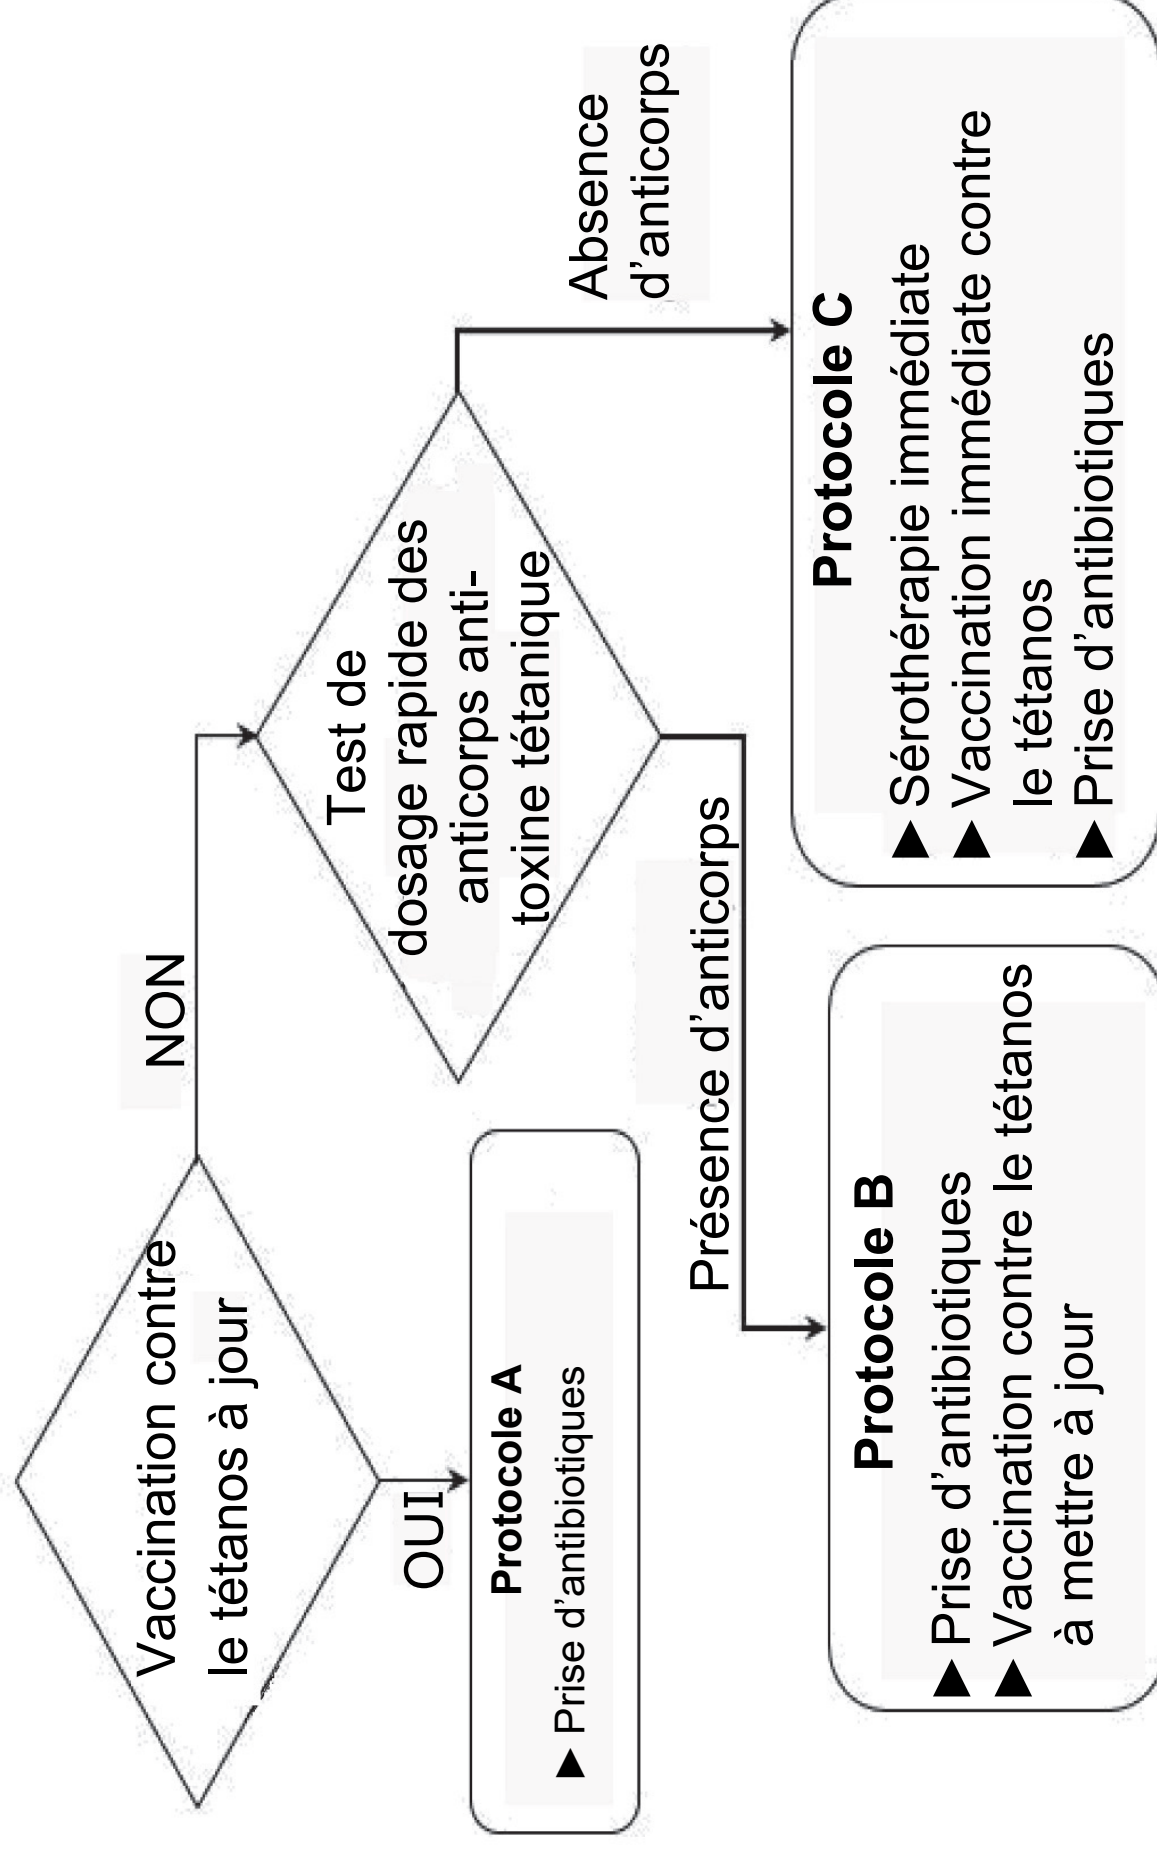 Vaccination contre
le tétanos à jour
NON
OUI
Protocole A
► Prise d’antibiotiques
Test de
dosage rapide des
anticorps anti-
toxine tétanique
Présence d’anticorps
Absence
d’anticorps
Protocole B
► Prise d’antibiotiques
► Vaccination contre le tétanos
à mettre à jour
Protocole C
► Sérothérapie immédiate
► Vaccination immédiate contre
le tétanos
► Prise d’antibiotiques